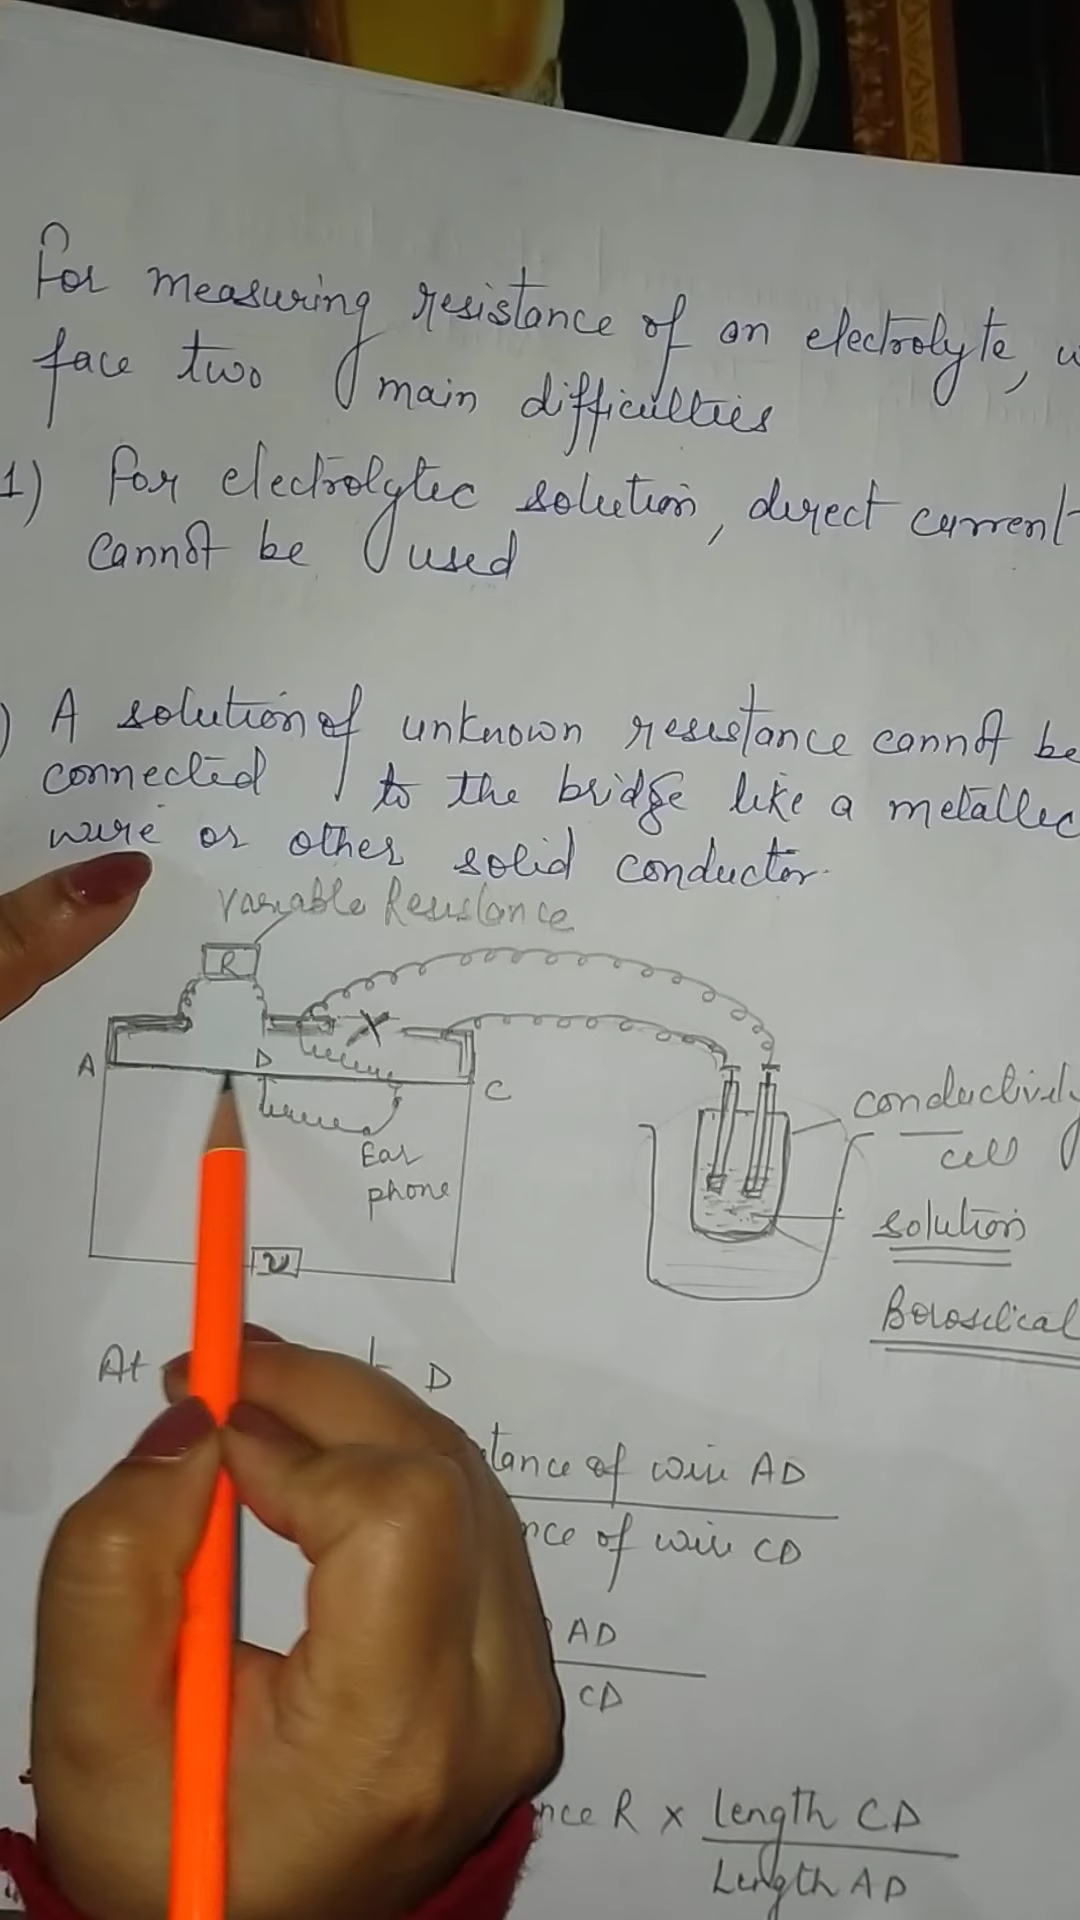 For measuring resistance of an electrolyte,
face two main difficulties
1) For electrolytic solution, direct current
cannot be used
) A solution of unknown resistance cannot be
connected to the bridge like a metallic
wire or other solid conductor.
Variable Resistance
R
X
A
D
C
Ear
phone
conductivity
cell
solution
Borosilical
At
D
tance of wire AD
nce of wire CD
AD
CD
nce R x length CD
Length AD